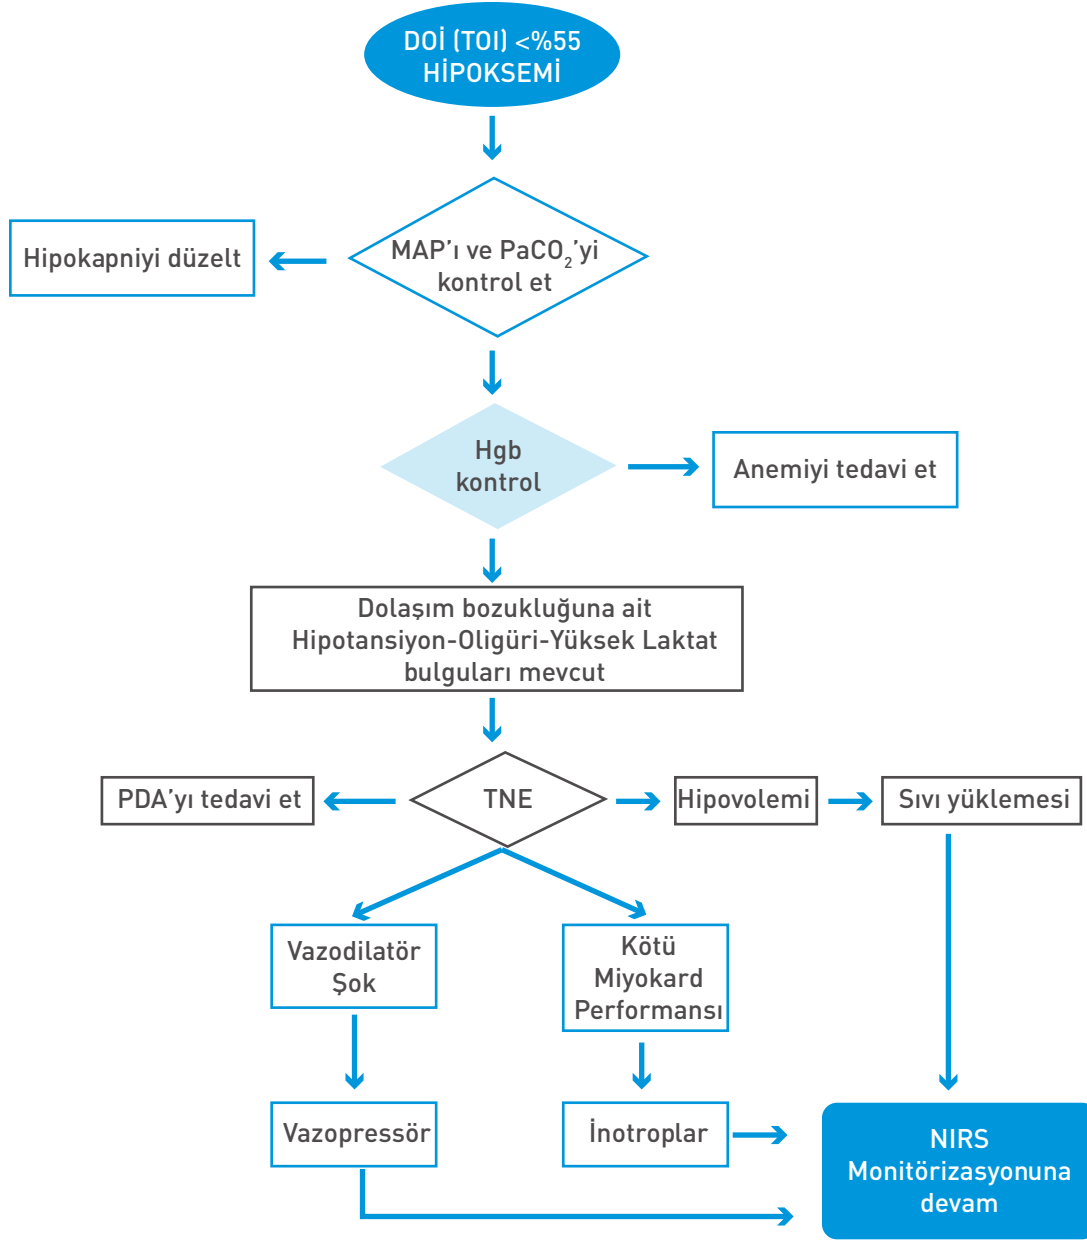 DOİ (TOI) <%55
HİPOKSEMİ
MAP’ı ve PaCO₂’yi
kontrol et
Hipokapniyi düzelt
Hgb
kontrol
Anemiyi tedavi et
Dolaşım bozukluğuna ait
Hipotansiyon-Oligüri-Yüksek Laktat
bulguları mevcut
PDA’yı tedavi et
TNE
Hipovolemi
Sıvı yüklemesi
Vazodilatör
Şok
Kötü
Miyokard
Performansı
Vazopressör
İnotroplar
NIRS
Monitörizasyonuna
devam